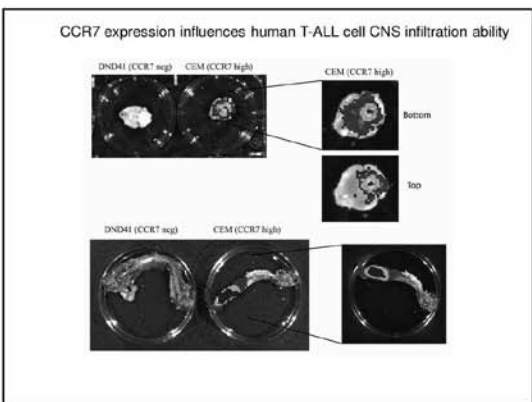 CCR7 expression influences human T-ALL cell CNS infiltration ability
DND41 (CCR7 neg) CEM (CCR7 high)
CEM (CCR7 high)
Bottom
Top
DND41 (CCR7 neg) CEM (CCR7 high)